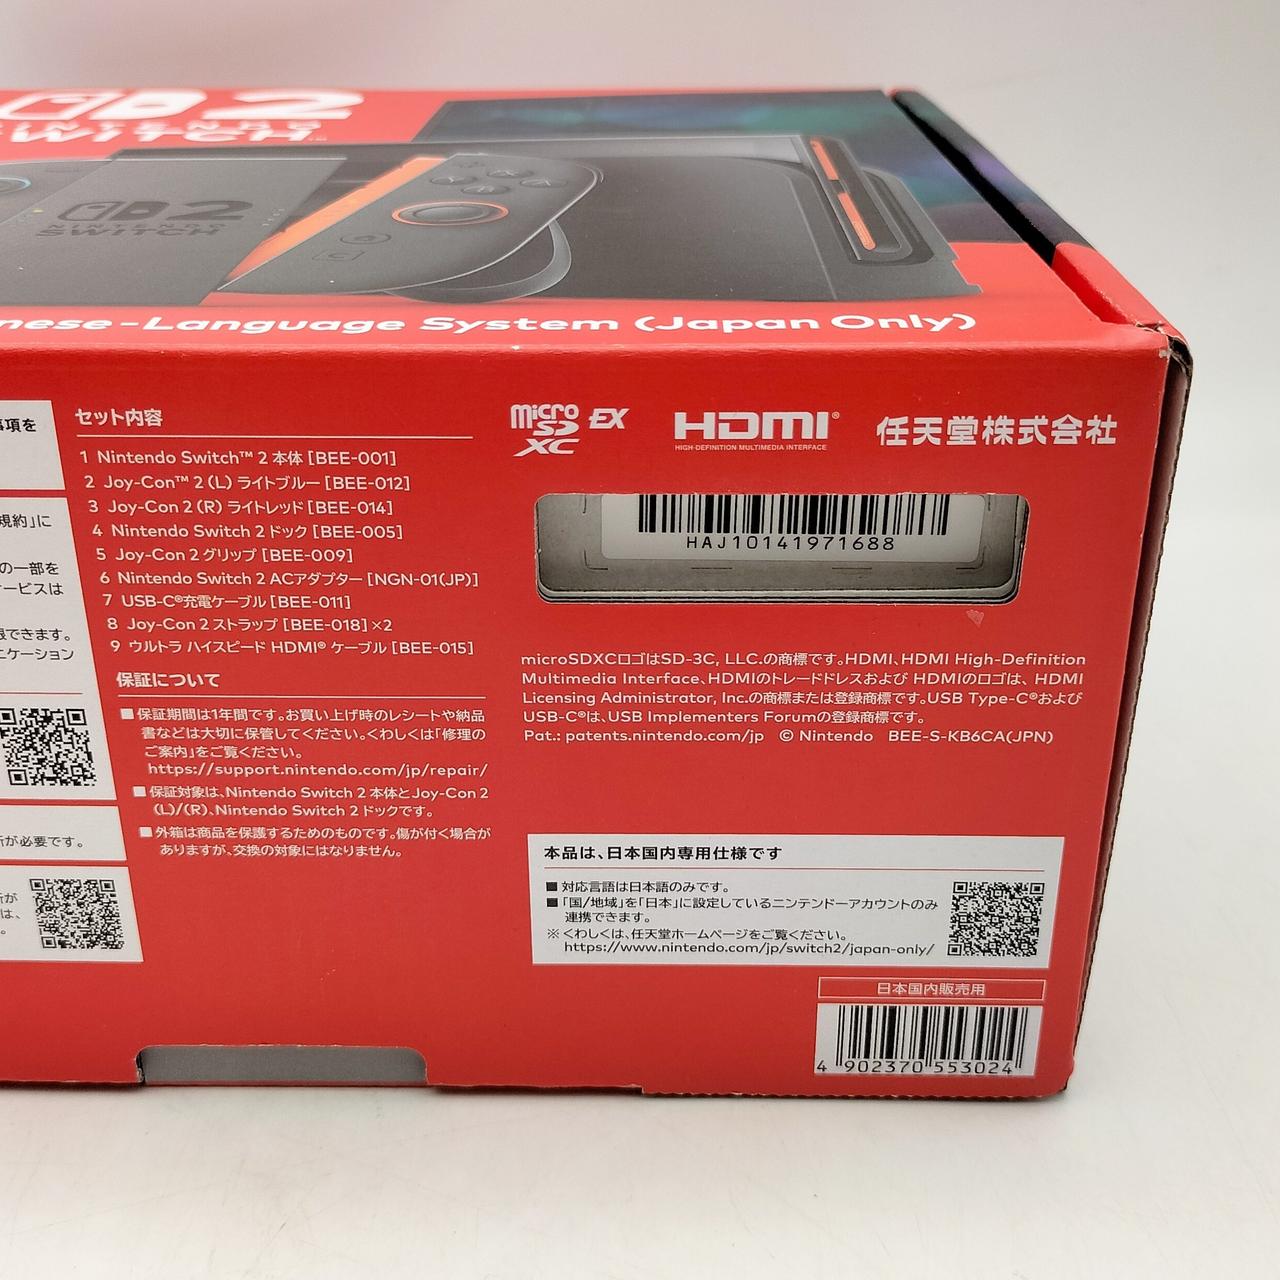 2
SWITCH™
2
NINTENDO
SWITCH
nese-Language System (Japan Only)
事項を
規約」に
の一部を
ービスは
限できます。
ニケーション
が必要です。
は、
セット内容
1 Nintendo Switch™ 2 本体 [BEE-001]
2 Joy-Con™ 2 (L) ライトブルー [BEE-012]
3 Joy-Con 2 (R) ライトレッド [BEE-014]
4 Nintendo Switch 2 ドック [BEE-005]
5 Joy-Con 2 グリップ [BEE-009]
6 Nintendo Switch 2 ACアダプター [NGN-01(JP)]
7 USB-C®充電ケーブル [BEE-011]
8 Joy-Con 2 ストラップ [BEE-018]×2
9 ウルトラ ハイスピード HDMI® ケーブル [BEE-015]
保証について
■保証期間は1年間です。お買い上げ時のレシートや納品
書などは大切に保管してください。くわしくは「修理の
ご案内」をご覧ください。
https://support.nintendo.com/jp/repair/
■保証対象は、Nintendo Switch 2 本体とJoy-Con 2
(L)/(R)、Nintendo Switch 2 ドックです。
■外箱は商品を保護するためのものです。傷が付く場合が
ありますが、交換の対象にはなりません。
micro SD XC EX
HDMI®
HIGH-DEFINITION MULTIMEDIA INTERFACE
任天堂株式会社
HAJ10141971688
microSDXCロゴはSD-3C, LLC.の商標です。HDMI、HDMI High-Definition
Multimedia Interface、HDMIのトレードドレスおよび HDMIのロゴは、HDMI
Licensing Administrator, Inc.の商標または登録商標です。USB Type-C®および
USB-C®は、USB Implementers Forumの登録商標です。
Pat.: patents.nintendo.com/jp © Nintendo BEE-S-KB6CA(JPN)
本品は、日本国内専用仕様です
■ 対応言語は日本語のみです。
■「国/地域」を「日本」に設定しているニンテンドーアカウントのみ
連携できます。
※くわしくは、任天堂ホームページをご覧ください。
https://www.nintendo.com/jp/switch2/japan-only/
日本国内販売用
4 902370 553024